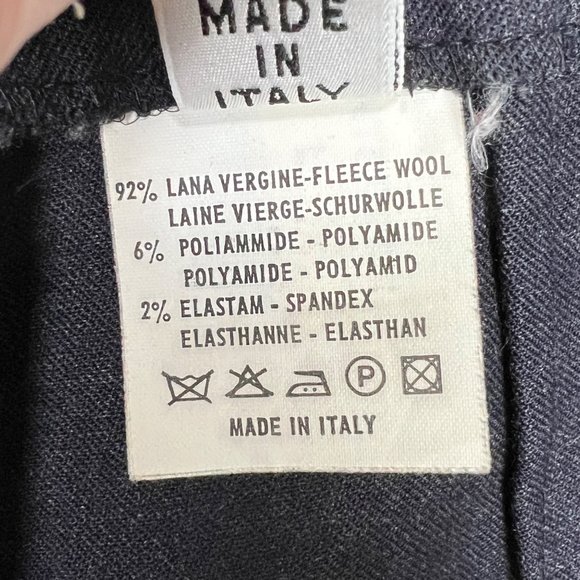 MADE
IN
ITALY
92% LANA VERGINE-FLEECE WOOL
LAINE VIERGE-SCHURWOLLE
6% POLIAMMIDE - POLYAMIDE
POLYAMIDE - POLYAMID
2% ELASTAM - SPANDEX
ELASTHANNE - ELASTHAN
P
MADE IN ITALY